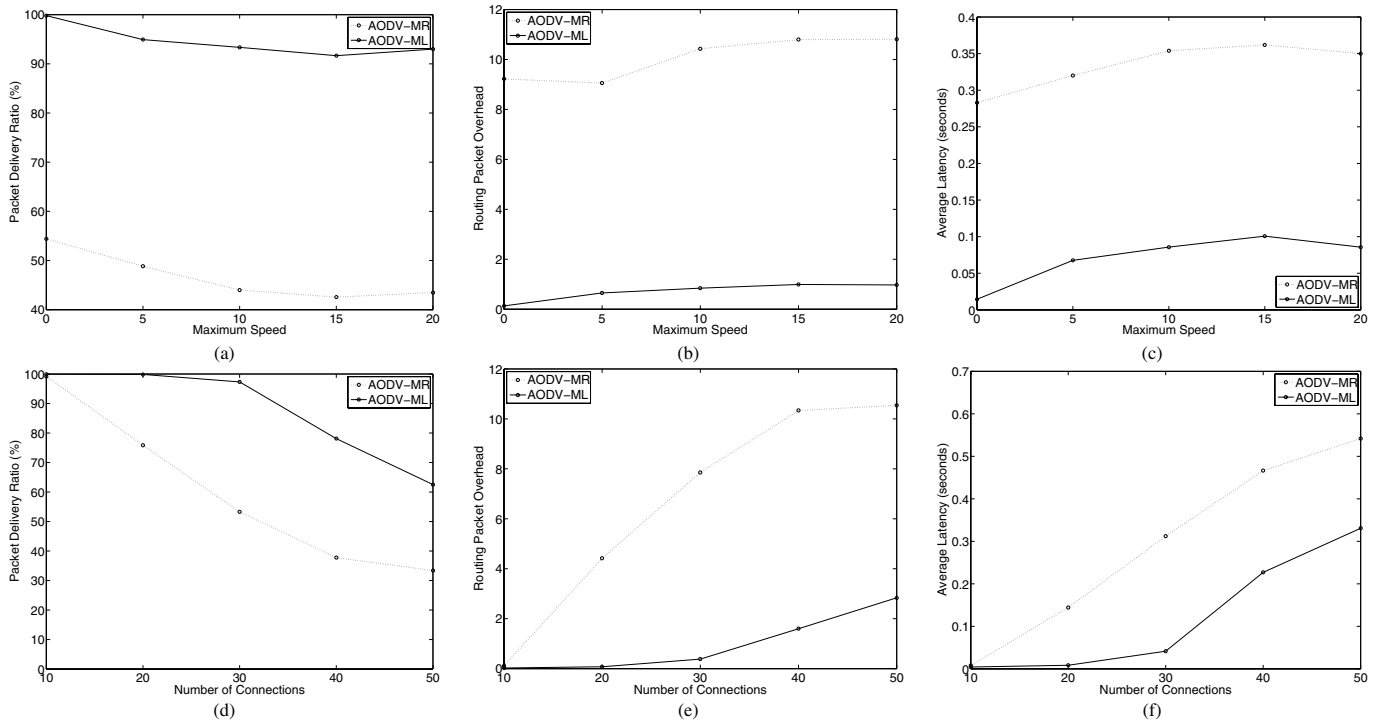 100
90
80
70
60
50
40
0
5
10
15
20
Packet Delivery Ratio (%)
Maximum Speed
AODV-MR
AODV-ML
(a)
12
10
8
6
4
2
0
0
5
10
15
20
Routing Packet Overhead
Maximum Speed
AODV-MR
AODV-ML
(b)
0.4
0.35
0.3
0.25
0.2
0.15
0.1
0.05
0
0
5
10
15
20
Average Latency (seconds)
Maximum Speed
AODV-MR
AODV-ML
(c)
100
90
80
70
60
50
40
30
20
10
0
10
20
30
40
50
Packet Delivery Ratio (%)
Number of Connections
AODV-MR
AODV-ML
(d)
12
10
8
6
4
2
0
10
20
30
40
50
Routing Packet Overhead
Number of Connections
AODV-MR
AODV-ML
(e)
0.7
0.6
0.5
0.4
0.3
0.2
0.1
0
10
20
30
40
50
Average Latency (seconds)
Number of Connections
AODV-MR
AODV-ML
(f)